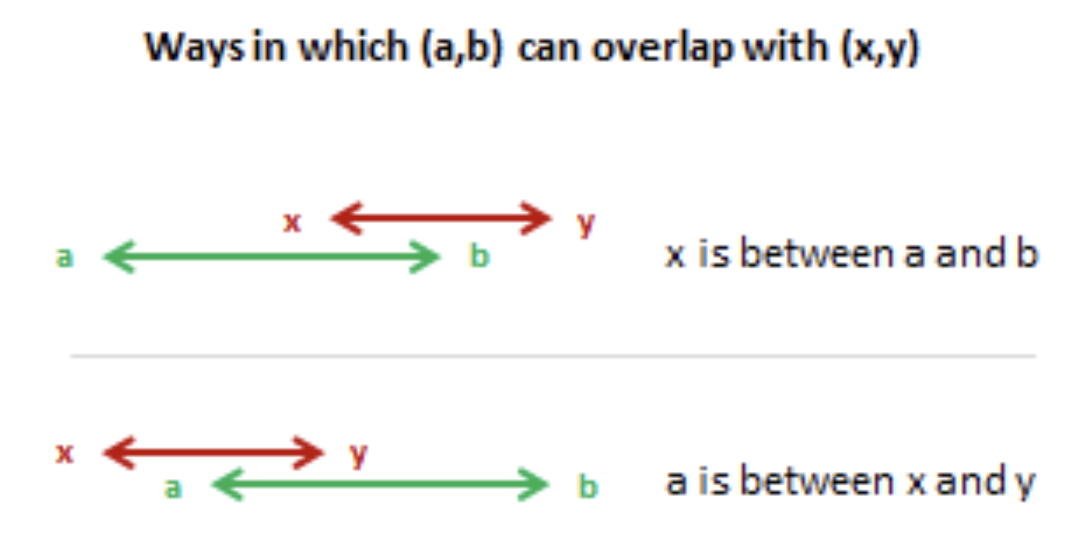 Ways in which (a,b) can overlap with (x,y)
x y
a b x is between a and b
x y
a b a is between x and y